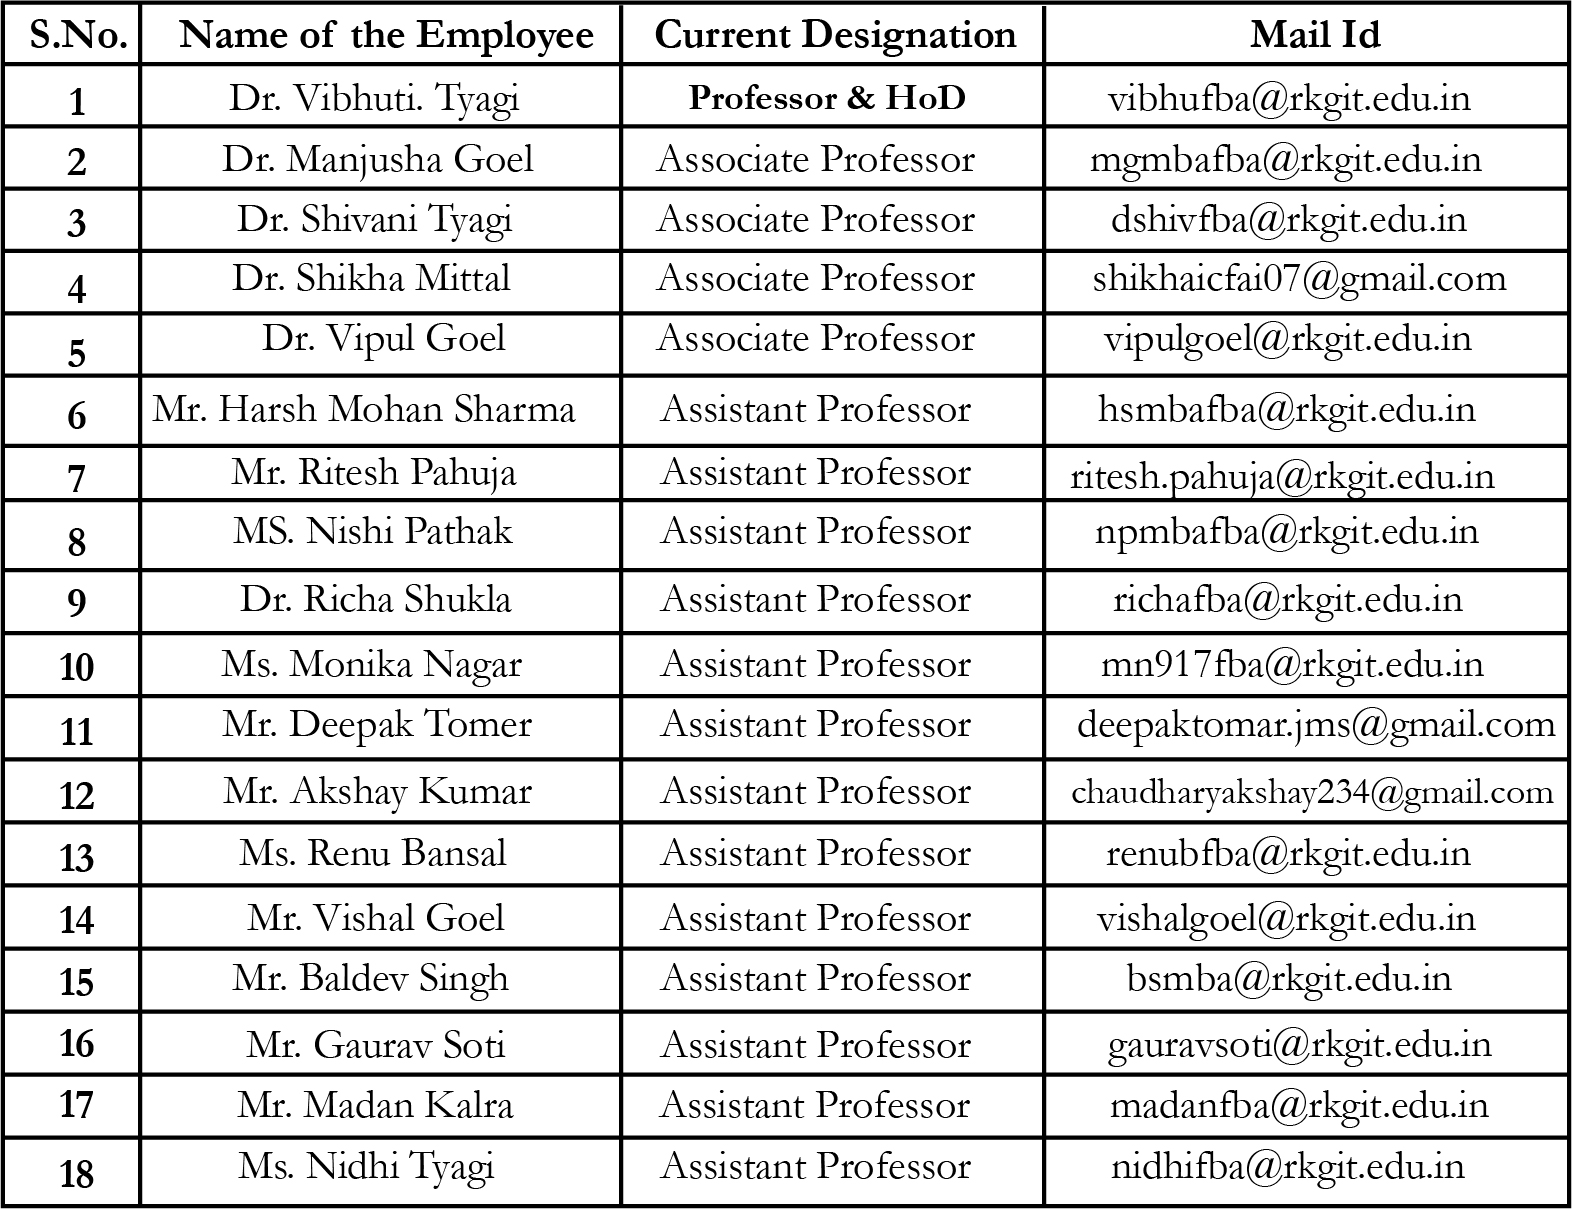 S.No. Name of the Employee Current Designation Mail Id
1 Dr. Vibhuti. Tyagi Professor & HoD vibhufba@rkgit.edu.in
2 Dr. Manjusha Goel Associate Professor mgmbafba@rkgit.edu.in
3 Dr. Shivani Tyagi Associate Professor dshivfba@rkgit.edu.in
4 Dr. Shikha Mittal Associate Professor shikhaicfai07@gmail.com
5 Dr. Vipul Goel Associate Professor vipulgoel@rkgit.edu.in
6 Mr. Harsh Mohan Sharma Assistant Professor hsmbafba@rkgit.edu.in
7 Mr. Ritesh Pahuja Assistant Professor ritesh.pahuja@rkgit.edu.in
8 MS. Nishi Pathak Assistant Professor npmbafba@rkgit.edu.in
9 Dr. Richa Shukla Assistant Professor richafba@rkgit.edu.in
10 Ms. Monika Nagar Assistant Professor mn917fba@rkgit.edu.in
11 Mr. Deepak Tomer Assistant Professor deepaktomar.jms@gmail.com
12 Mr. Akshay Kumar Assistant Professor chaudharyakshay234@gmail.com
13 Ms. Renu Bansal Assistant Professor renubfba@rkgit.edu.in
14 Mr. Vishal Goel Assistant Professor vishalgoel@rkgit.edu.in
15 Mr. Baldev Singh Assistant Professor bsmba@rkgit.edu.in
16 Mr. Gaurav Soti Assistant Professor gauravsoti@rkgit.edu.in
17 Mr. Madan Kalra Assistant Professor madanfba@rkgit.edu.in
18 Ms. Nidhi Tyagi Assistant Professor nidhifba@rkgit.edu.in